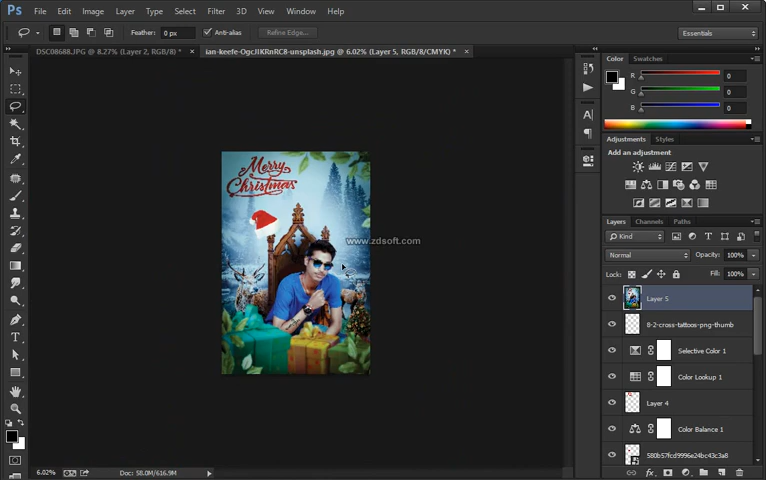 Ps File Edit Image Layer Type Select Filter 3D View Window Help
Feather: 0 px Anti-alias Refine Edge... Essentials
DSC08688.JPG @ 8.27% (Layer 2, RGB/8) * × ian-keefe-OgcJIKRnRC8-unsplash.jpg @ 6.02% (Layer 5, RGB/8/CMYK) * ×
Color Swatches
R 0
G 0
B 0
Adjustments Styles
Add an adjustment
Merry
Christmas
www.zdsoft.com
Layers Channels Paths
Kind
Normal Opacity: 100%
Lock: Fill: 100%
Layer 5
8-2-cross-tattoos-png-thumb
Selective Color 1
Color Lookup 1
Layer 4
Color Balance 1
580b57fcd9996e24bc43c3a8
6.02% Doc: 58.0M/616.9M
fx